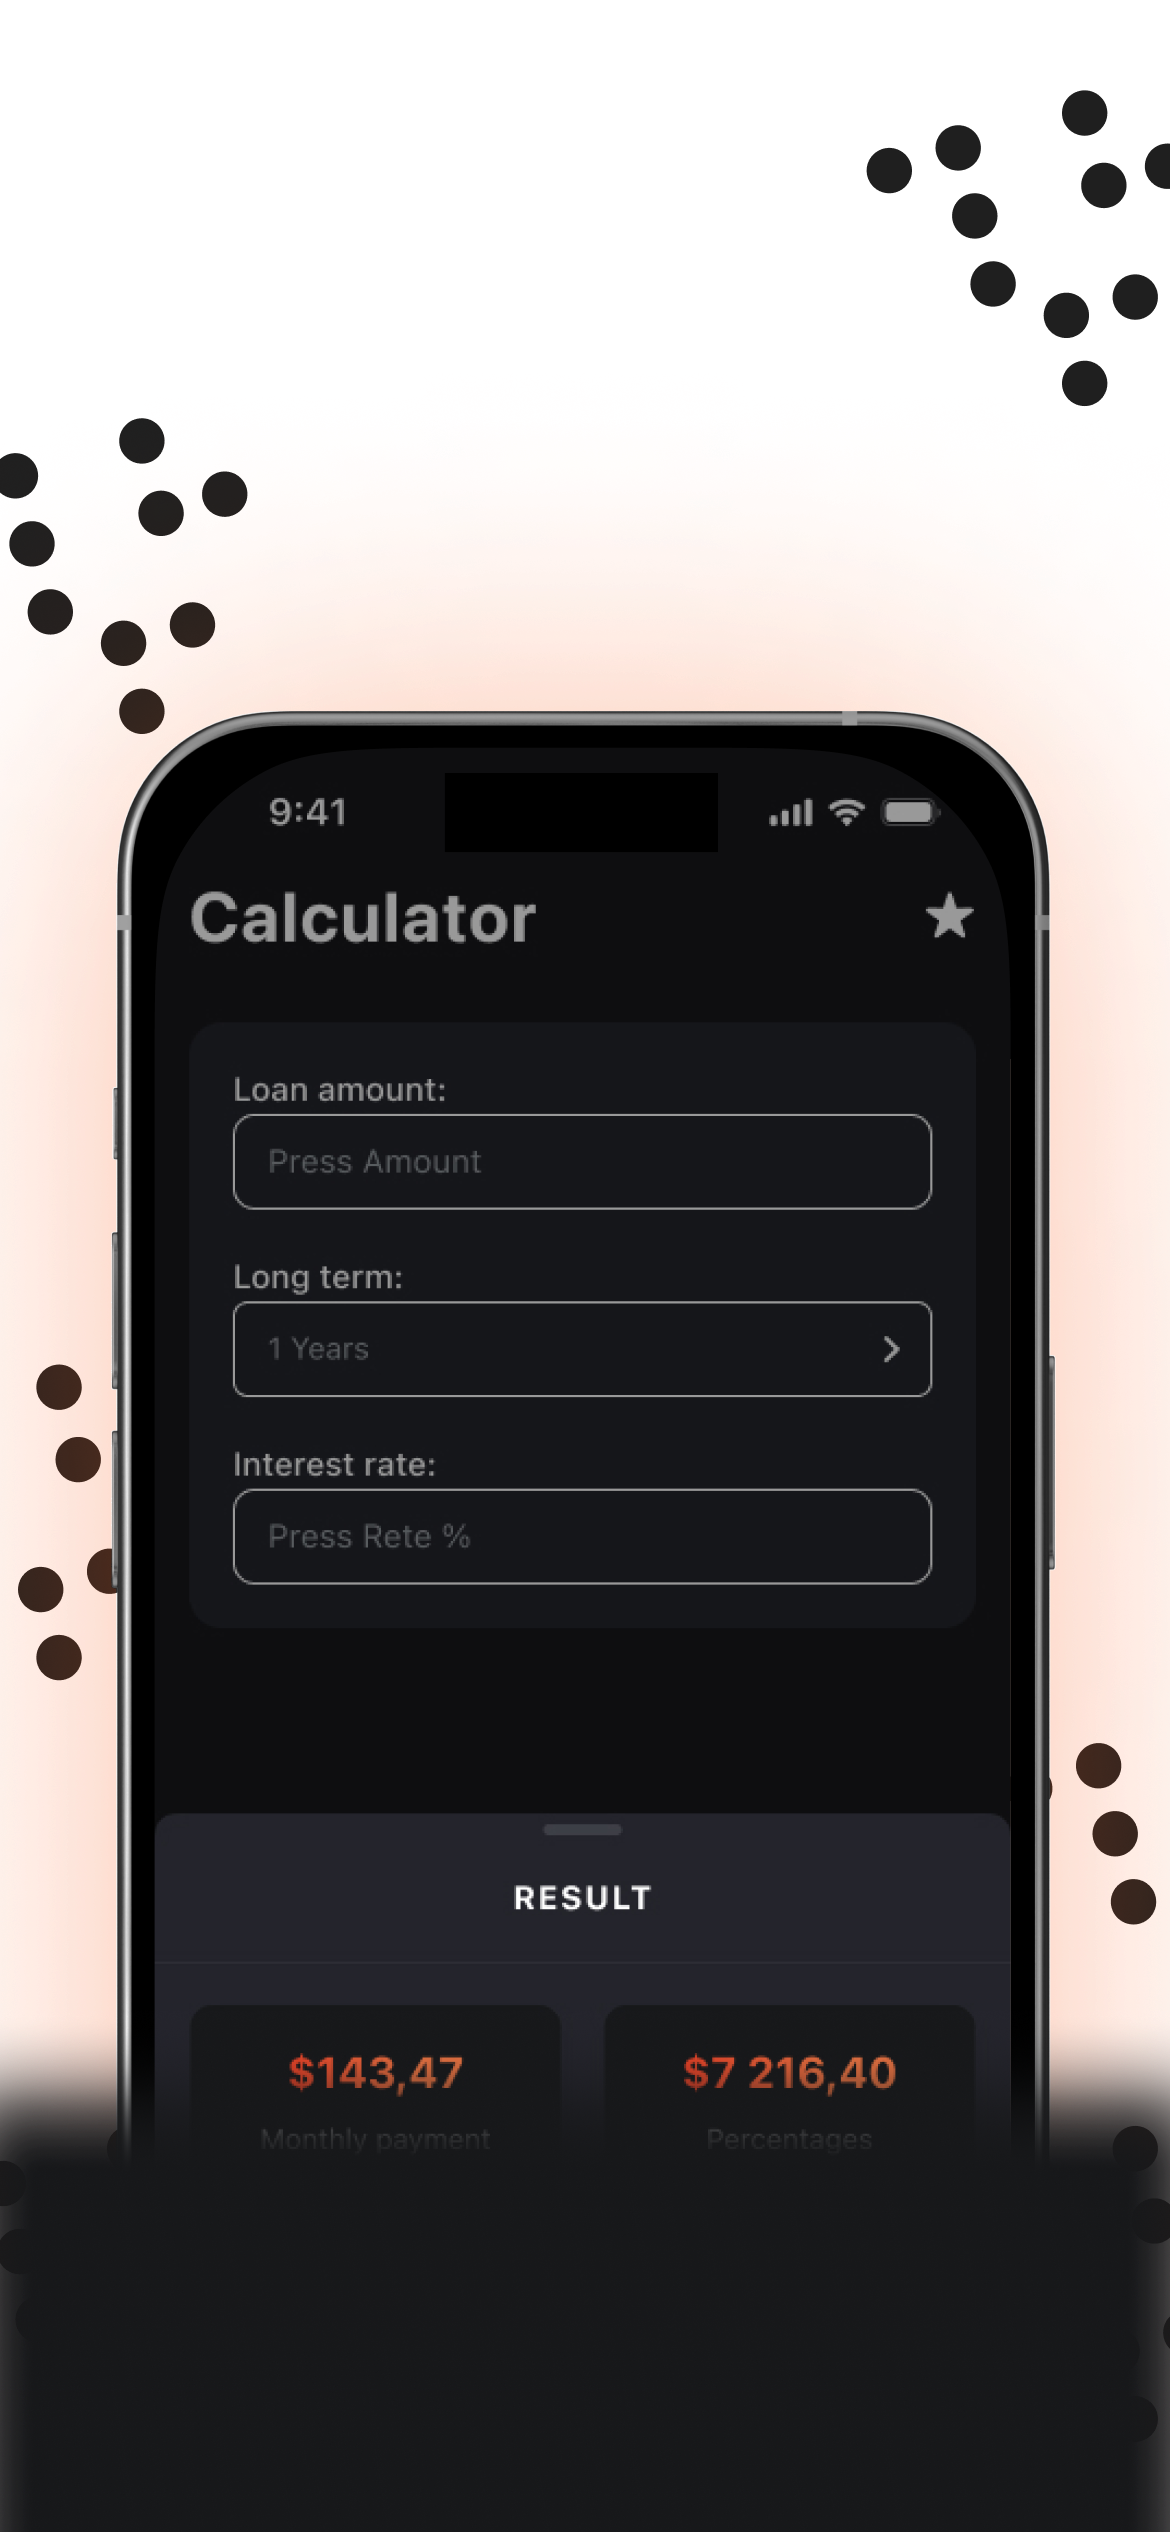 9:41
Calculator
Loan amount:
Press Amount
Long term:
1 Years
Interest rate:
Press Rete %
RESULT
$143,47 $7 216,40
Monthly payment Percentages